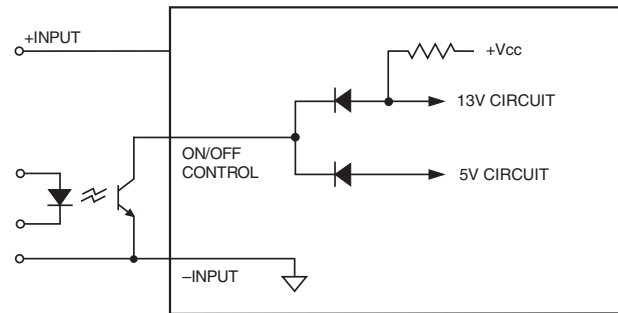 +INPUT
+Vcc
13V CIRCUIT
ON/OFF
CONTROL
5V CIRCUIT
–INPUT